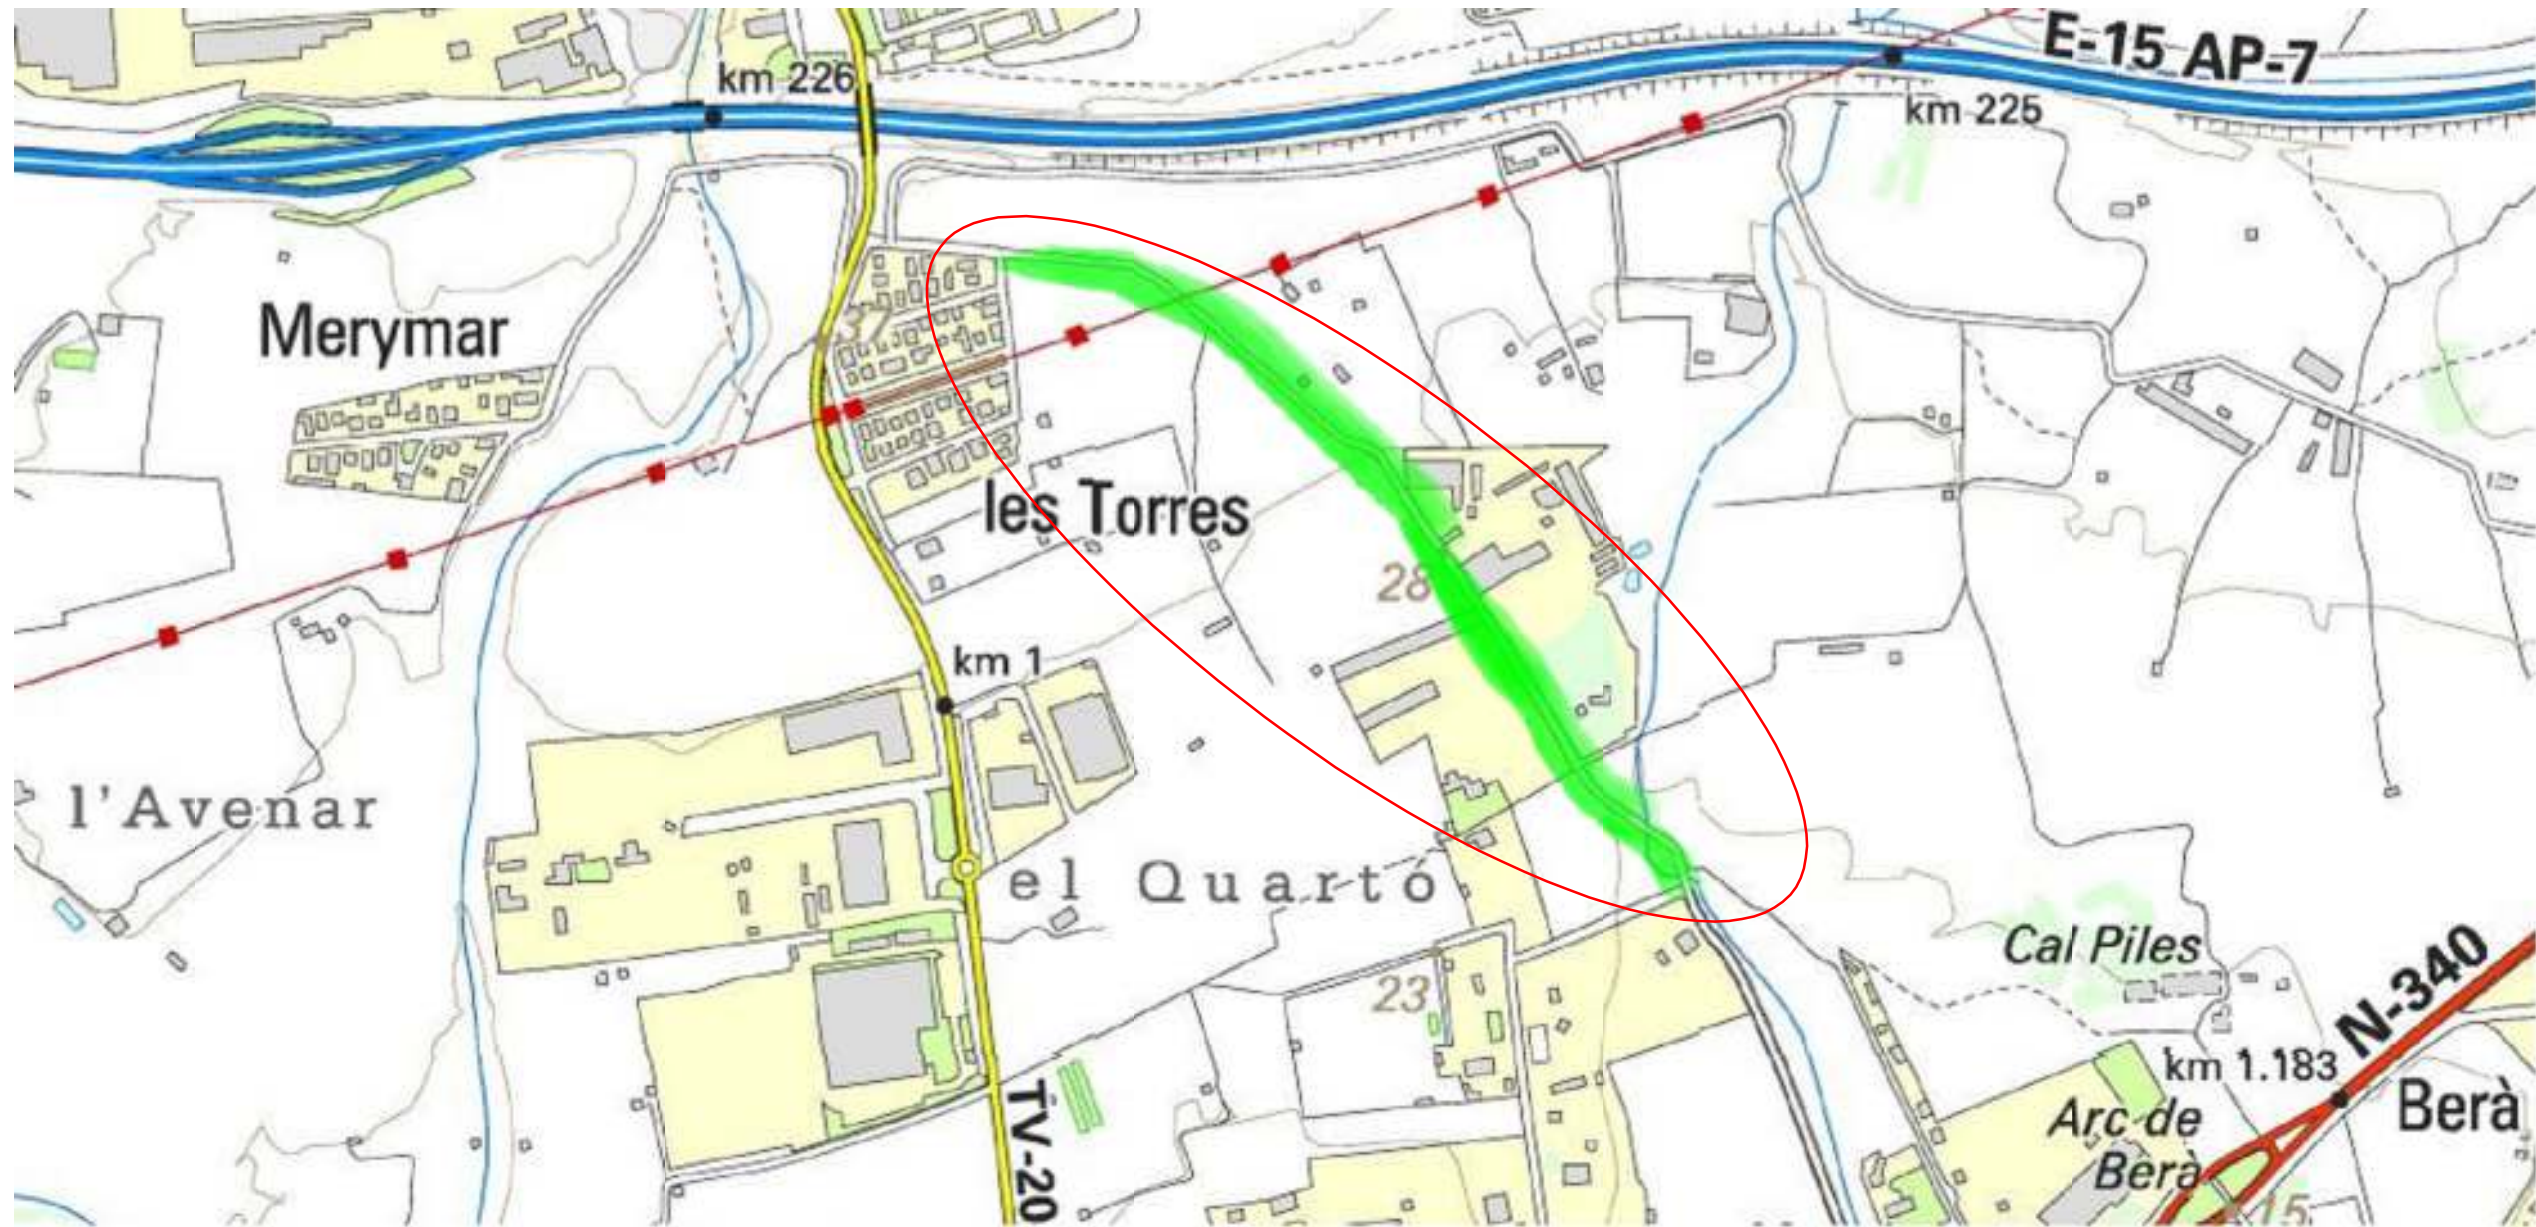 E-15 AP-7
km 226
km 225
Merymar
les Torres
28
km 1
l'Avenar
el Quartó
Cal Piles
23
N-340
km 1.183
Berà
Arc de
Berà
TV-20
15